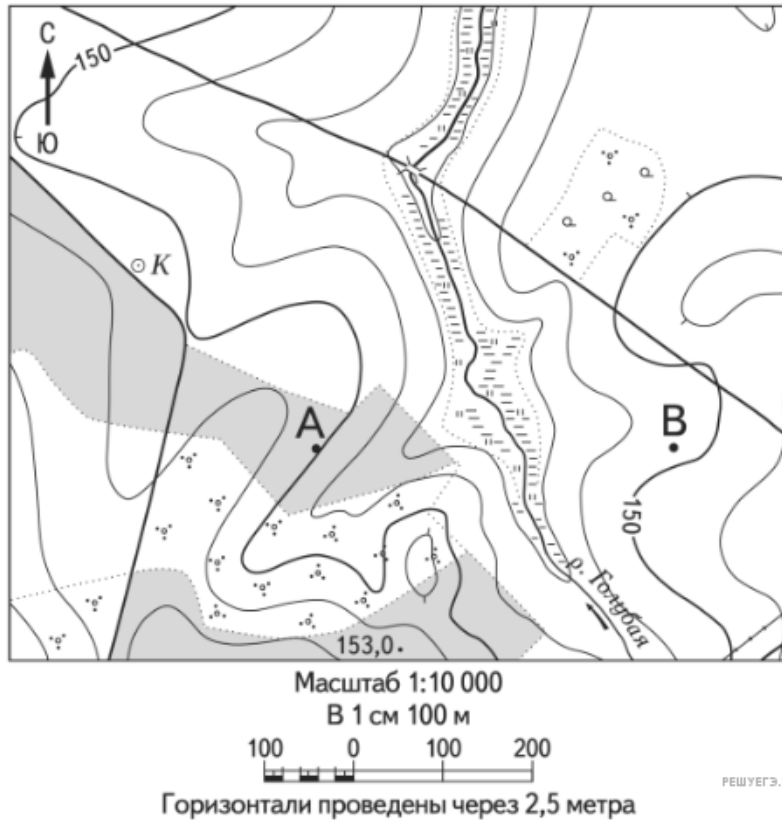 С
150
Ю
К
А
В
150
р. Голубая
153,0
Масштаб 1:10 000
В 1 см 100 м
100 0 100 200
РЕШУЕГЭ.
Горизонтали проведены через 2,5 метра